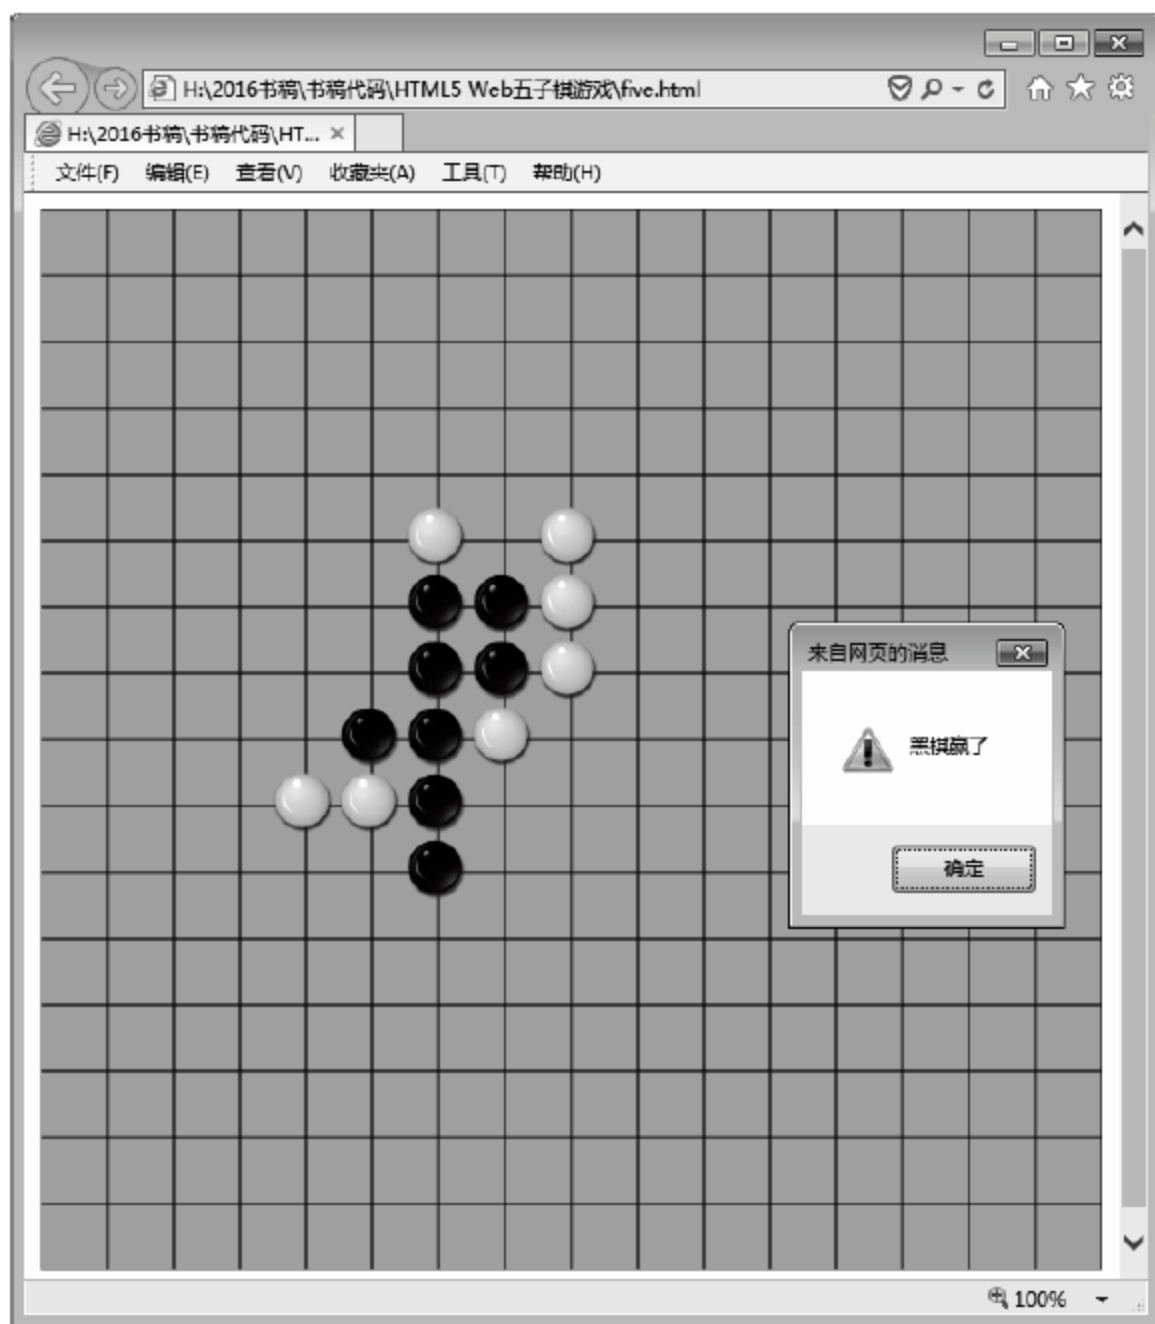 H:\2016书稿\书稿代码\HTML5 Web五子棋游戏\five.html
H:\2016书稿\书稿代码\HT...
文件(F) 编辑(E) 查看(V) 收藏夹(A) 工具(T) 帮助(H)
来自网页的消息
黑棋赢了
确定
100%